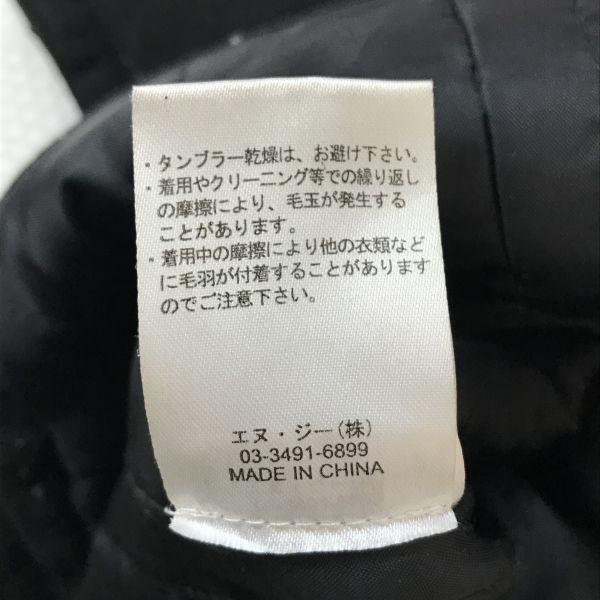 ・タンブラー乾燥は、お避け下さい。
・着用やクリーニング等での繰り返し
の摩擦により、毛玉が発生する
ことがあります。
・着用中の摩擦により他の衣類など
に毛羽が付着することがあります
のでご注意下さい。
エヌ・ジー(株)
03-3491-6899
MADE IN CHINA